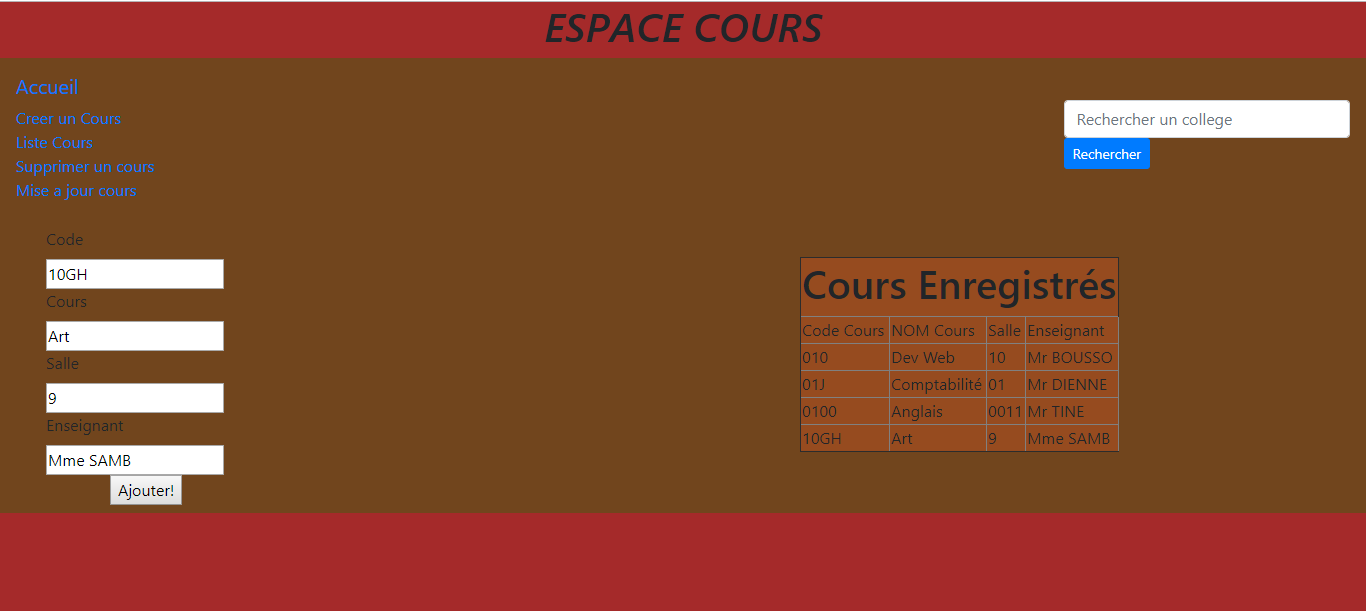 ESPACE COURS
Accueil
Creer un Cours
Liste Cours
Supprimer un cours
Mise a jour cours
Rechercher un college
Rechercher
Code
10GH
Cours
Art
Salle
9
Enseignant
Mme SAMB
Ajouter!
Cours Enregistrés
Code Cours NOM Cours Salle Enseignant
010 Dev Web 10 Mr BOUSSO
01J Comptabilité 01 Mr DIENNE
0100 Anglais 0011 Mr TINE
10GH Art 9 Mme SAMB